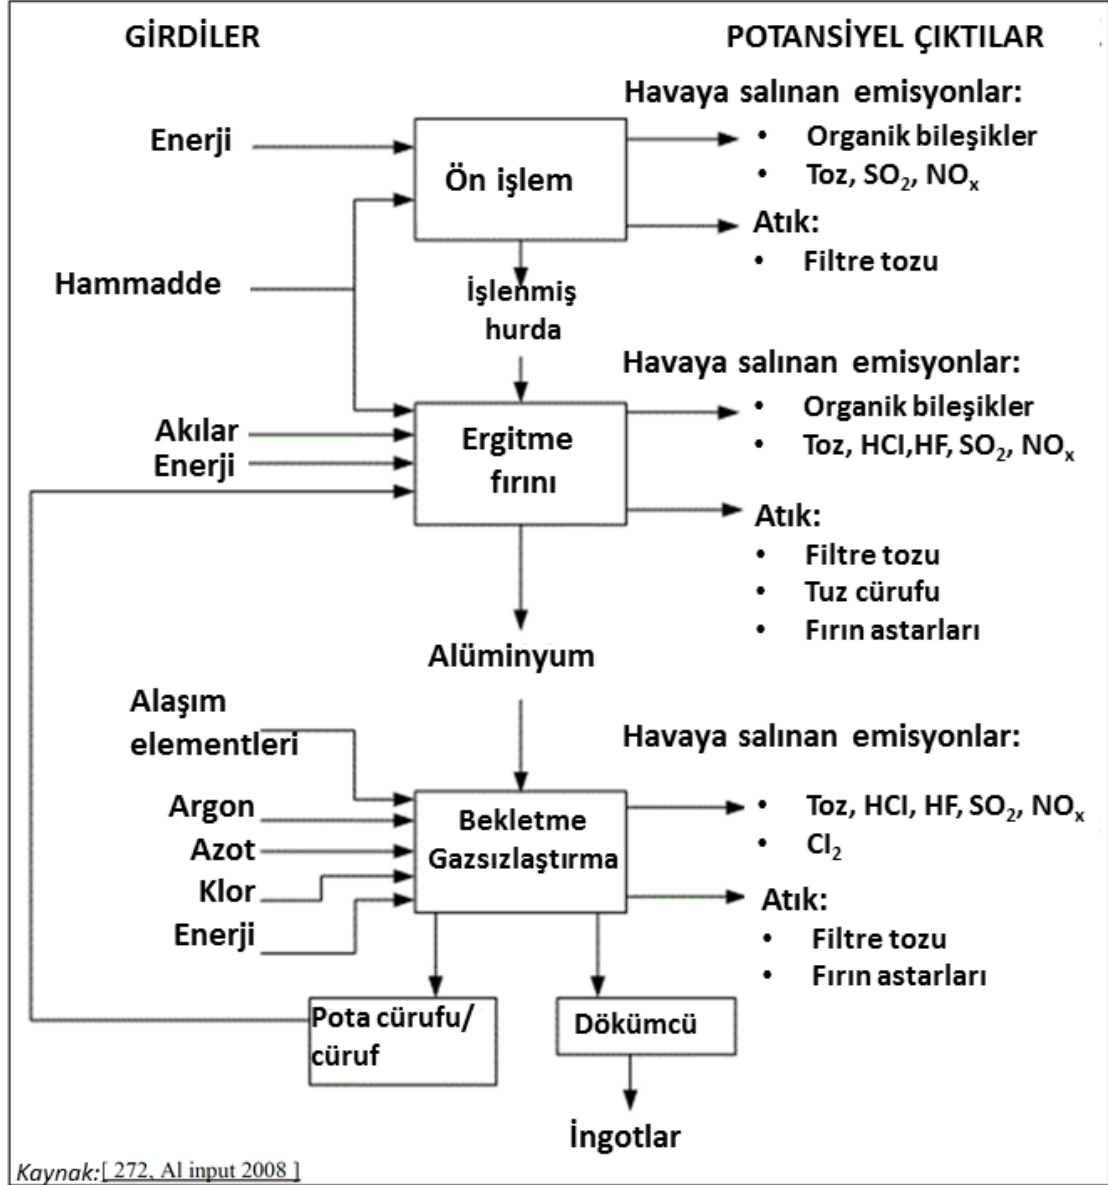 GİRDİLER
POTANSİYEL ÇIKTILAR
Havaya salınan emisyonlar:
Enerji
Ön işlem
• Organik bileşikler
• Toz, SO₂, NOₓ
Atık:
• Filtre tozu
Hammadde
İşlenmiş
hurda
Havaya salınan emisyonlar:
Akılar
Enerji
Ergitme
fırını
• Organik bileşikler
• Toz, HCl,HF, SO₂, NOₓ
Atık:
• Filtre tozu
• Tuz cürufu
• Fırın astarları
Alüminyum
Alaşım
elementleri
Havaya salınan emisyonlar:
Argon
Azot
Klor
Enerji
Bekletme
Gazsızlaştırma
• Toz, HCl, HF, SO₂, NOₓ
• Cl₂
Atık:
• Filtre tozu
• Fırın astarları
Pota cürufu/
cüruf
Dökümcü
İngotlar
Kaynak:[ 272, Al input 2008 ]